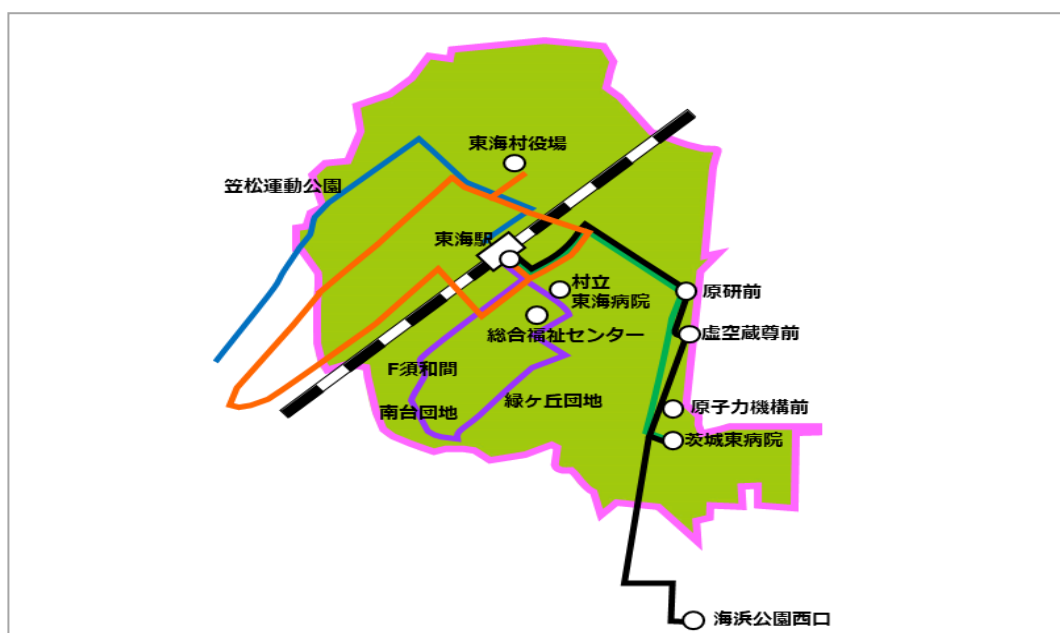 東海村役場
笠松運動公園
東海駅
村立
東海病院
原研前
総合福祉センター
虚空蔵尊前
F須和間
南台団地
緑ヶ丘団地
原子力機構前
茨城東病院
海浜公園西口